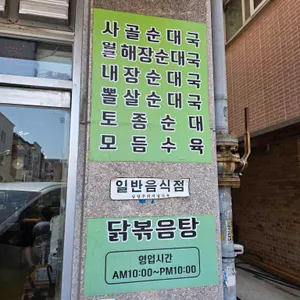 사골순대국
얼해장순대국
내장순대국
뽈살순대국
토종순대
모듬수육
일반음식점
닭볶음탕
영업시간
AM10:00~PM10:00